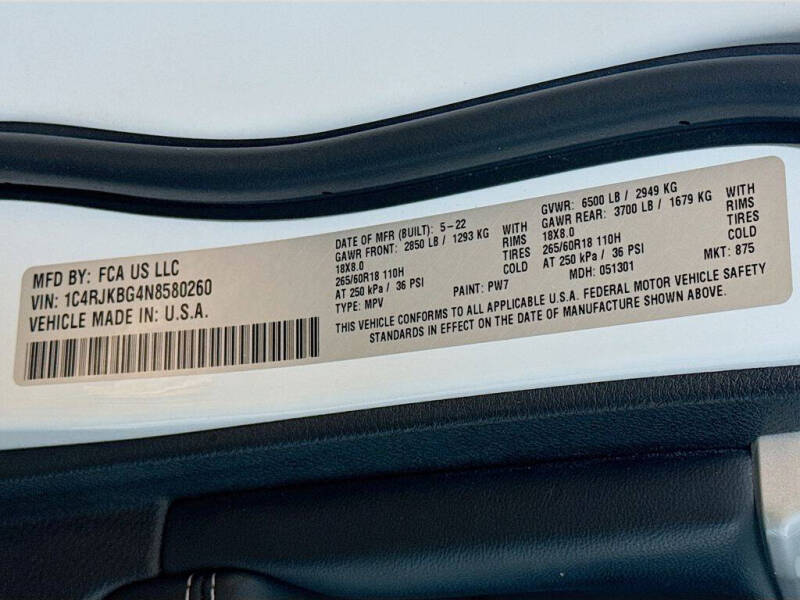 MFD BY: FCA US LLC
VIN: 1C4RJKBG4N8580260
VEHICLE MADE IN: U.S.A.
DATE OF MFR (BUILT): 5-22
GAWR FRONT: 2850 LB / 1293 KG WITH
18X8.0 RIMS
265/60R18 110H TIRES
AT 250 kPa / 36 PSI COLD
TYPE: MPV PAINT: PW7
GVWR: 6500 LB / 2949 KG
GAWR REAR: 3700 LB / 1679 KG WITH
18X8.0 RIMS
265/60R18 110H TIRES
AT 250 kPa / 36 PSI COLD
MDH: 051301 MKT: 875
THIS VEHICLE CONFORMS TO ALL APPLICABLE U.S.A. FEDERAL MOTOR VEHICLE SAFETY
STANDARDS IN EFFECT ON THE DATE OF MANUFACTURE SHOWN ABOVE.